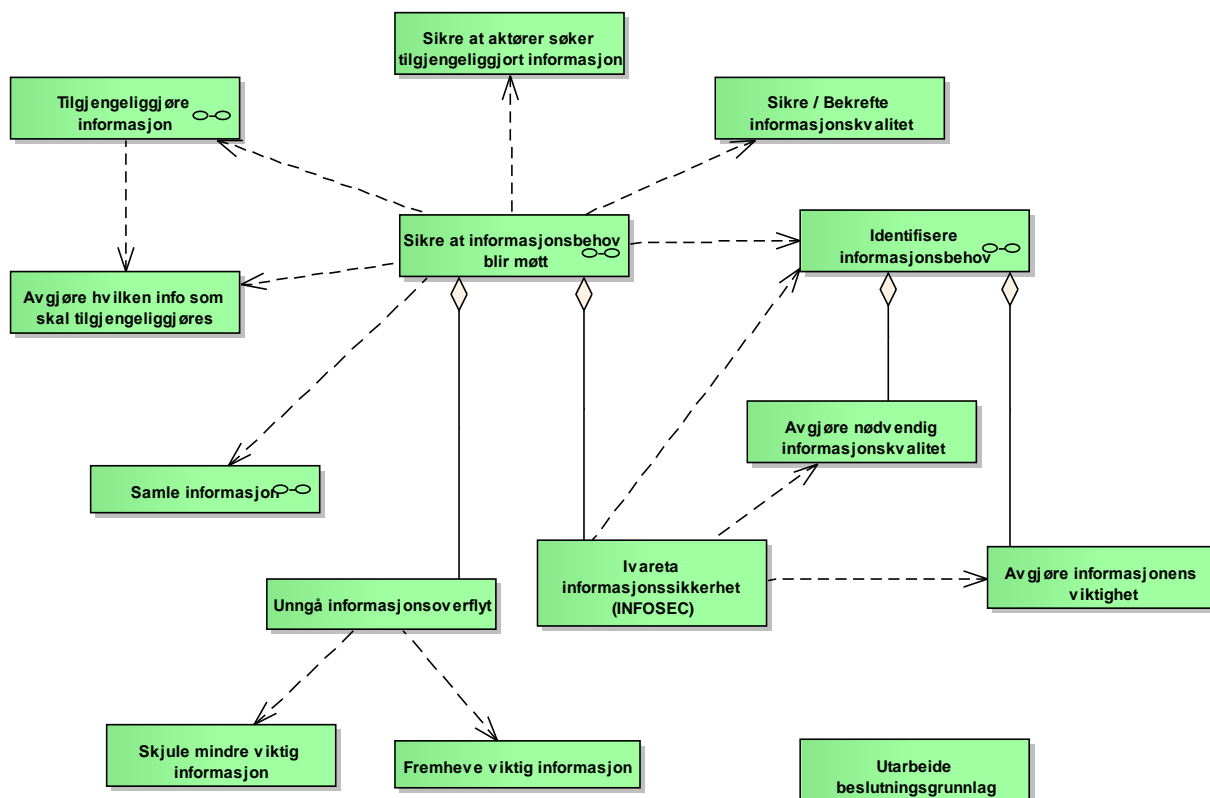 Sikre at aktører søker
tilgjengeliggjort informasjon
Tilgjengeliggjøre
informasjon
Sikre / Bekrefte
informasjonskvalitet
Sikre at informasjonsbehov
blir møtt
Identifisere
informasjonsbehov
Avgjøre hvilken info som
skal tilgjengeliggjøres
Avgjøre nødvendig
informasjonskvalitet
Samle informasjon
Ivareta
informasjonssikkerhet
(INFOSEC)
Avgjøre informasjonens
viktighet
Unngå informasjonsoverflyt
Skjule mindre viktig
informasjon
Fremheve viktig informasjon
Utarbeide
beslutningsgrunnlag